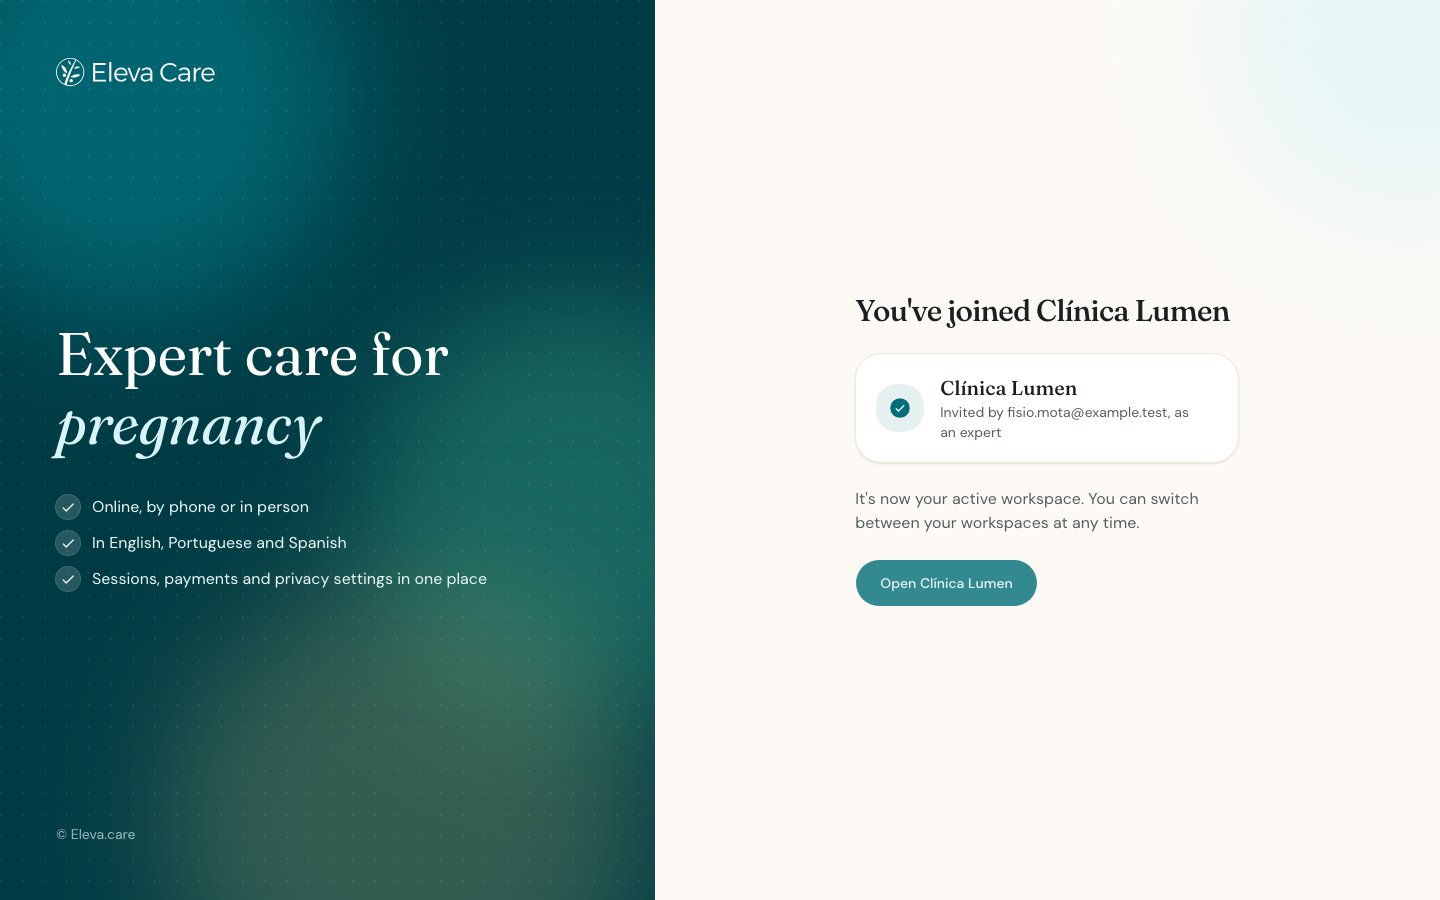 Eleva Care
Expert care for
pregnancy
Online, by phone or in person
In English, Portuguese and Spanish
Sessions, payments and privacy settings in one place
© Eleva.care
You've joined Clínica Lumen
Clínica Lumen
Invited by fisio.mota@example.test, as
an expert
It's now your active workspace. You can switch
between your workspaces at any time.
Open Clínica Lumen